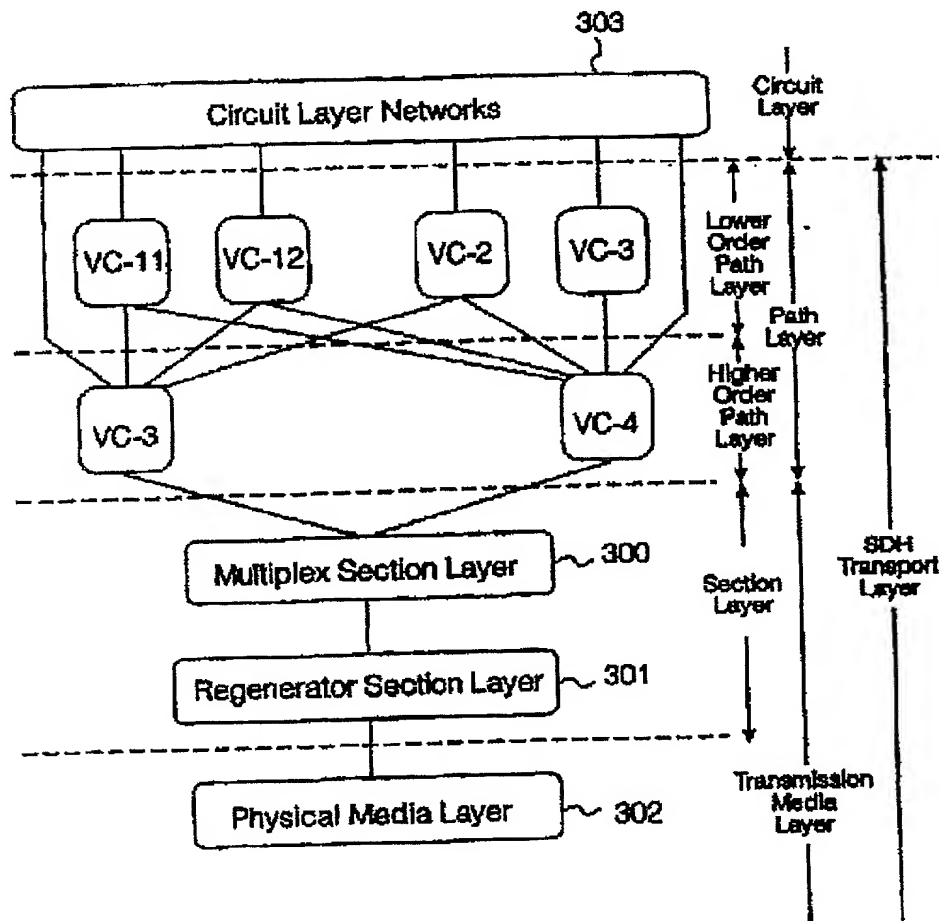 303
Circuit Layer Networks
Circuit
Layer
VC-11
VC-12
VC-2
VC-3
Lower
Order
Path
Layer
Path
Layer
Higher
Order
Path
Layer
VC-3
VC-4
Multiplex Section Layer
300
Section
Layer
SDH
Transport
Layer
Regenerator Section Layer
301
Physical Media Layer
302
Transmission
Media
Layer